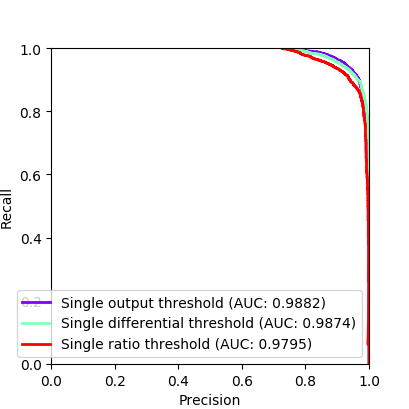 1.0
0.8
0.6
0.4
0.2
0.0
Recall
Single output threshold (AUC: 0.9882)
Single differential threshold (AUC: 0.9874)
Single ratio threshold (AUC: 0.9795)
0.0 0.2 0.4 0.6 0.8 1.0
Precision